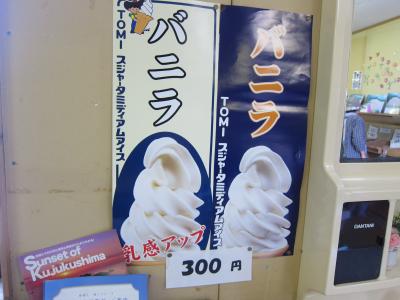 バニラ
TOMI スジャータミディアムアイス
乳感アップ
バニラ
TOMI スジャータミディアムアイス
300 円
Sunset of
Kujukushima
DIANTANE